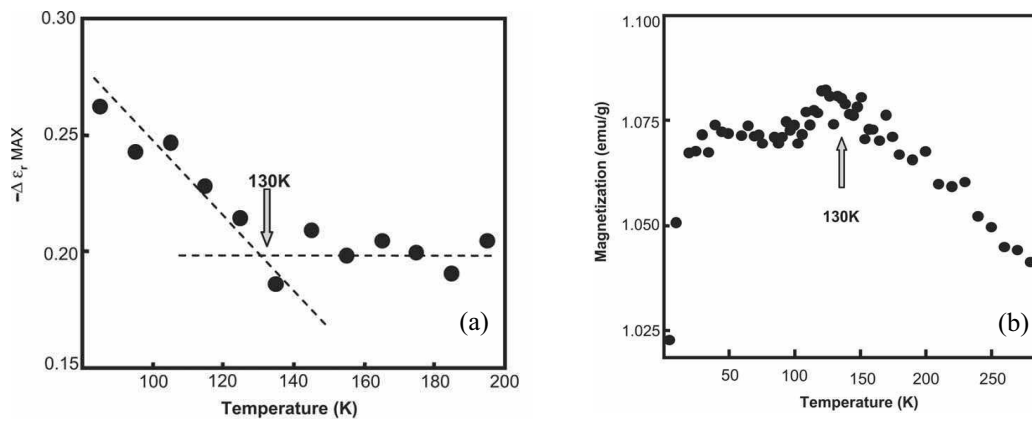 0.30
0.25
0.20
0.15
−Δ εr MAX
130K
(a)
100 120 140 160 180 200
Temperature (K)
1.100
1.075
1.050
1.025
Magnetization (emu/g)
130K
(b)
50 100 150 200 250
Temperature (K)